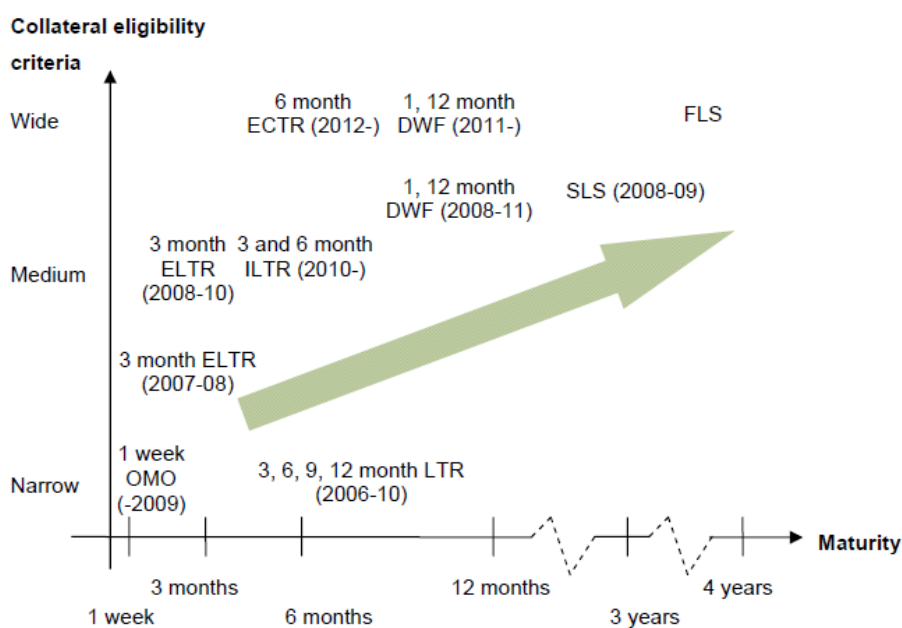 Collateral eligibility
criteria
Wide
6 month
ECTR (2012-)
1, 12 month
DWF (2011-)
FLS
1, 12 month
DWF (2008-11)
SLS (2008-09)
Medium
3 month
ELTR
(2008-10)
3 and 6 month
ILTR (2010-)
3 month ELTR
(2007-08)
Narrow
1 week
OMO
(-2009)
3, 6, 9, 12 month LTR
(2006-10)
Maturity
3 months
12 months
4 years
1 week
6 months
3 years